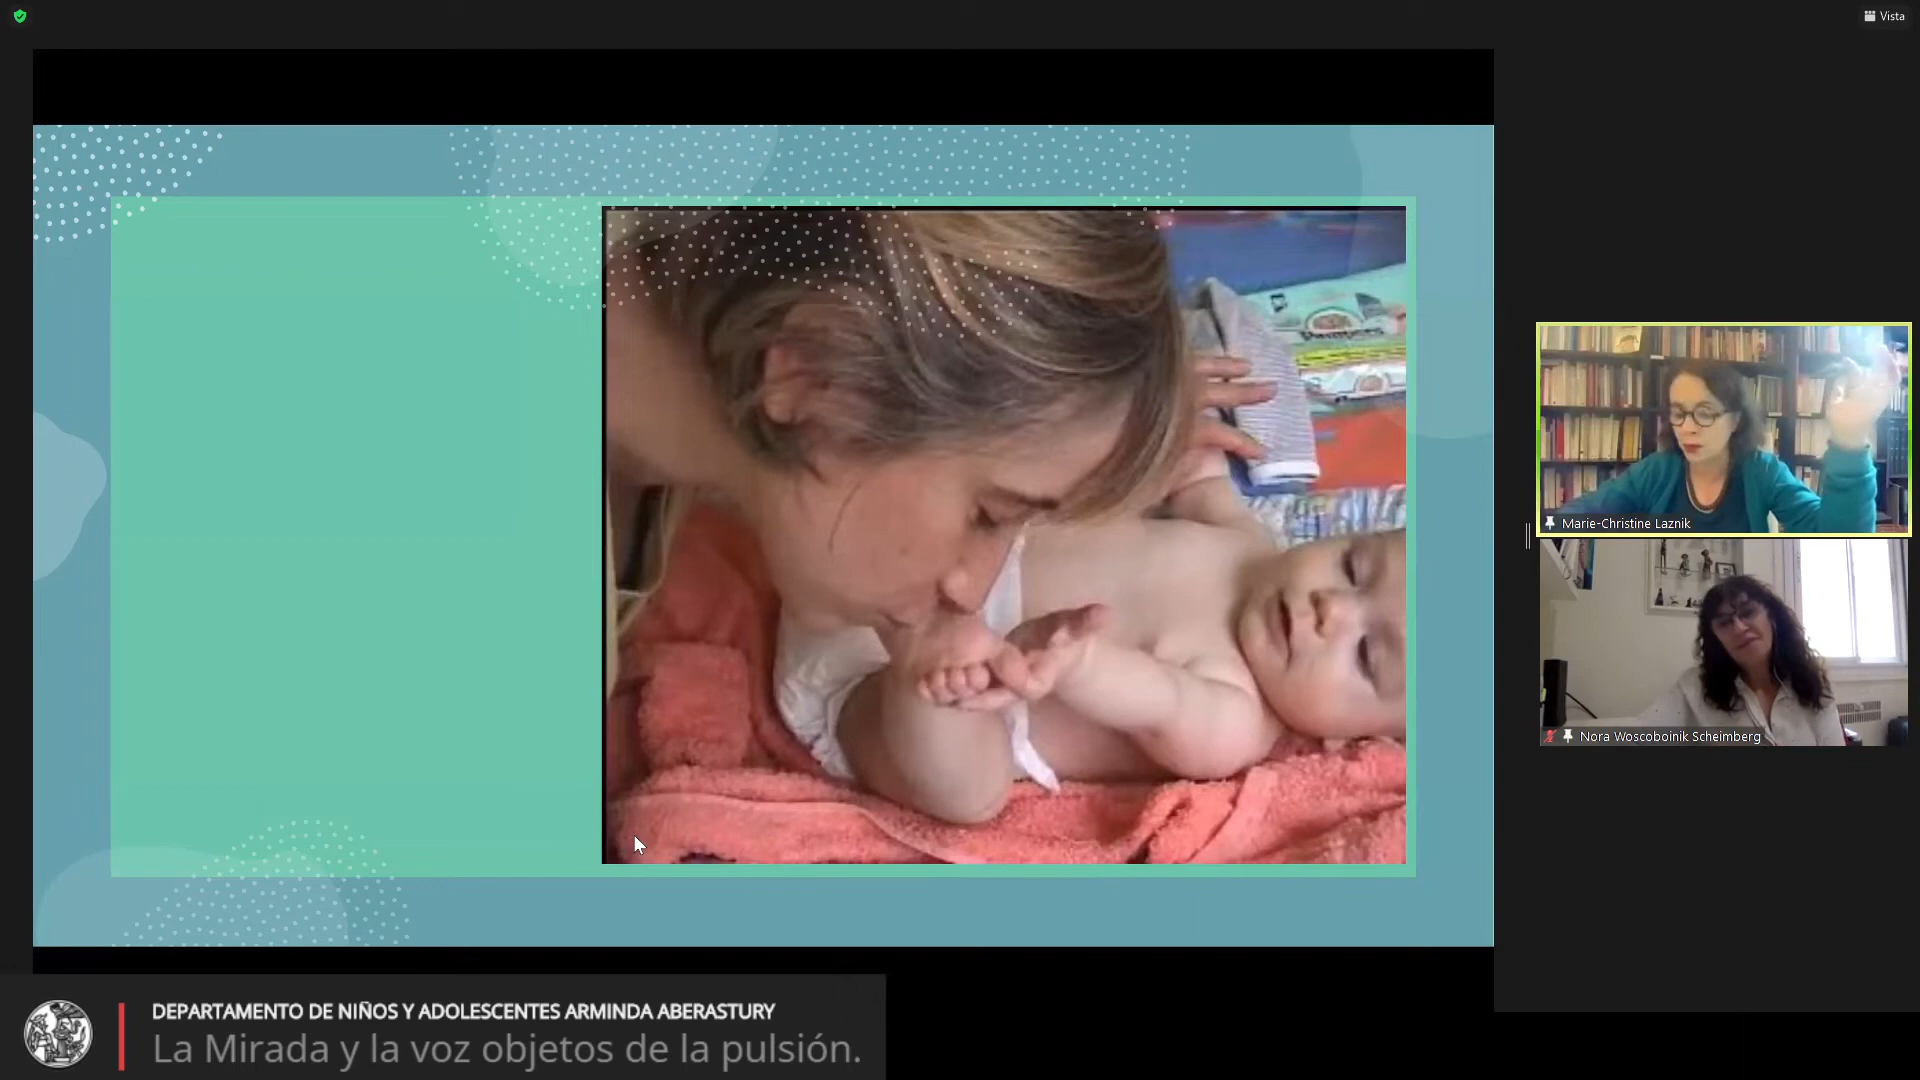 Vista
Marie-Christine Laznik
Nora Woscoboinik Scheimberg
DEPARTAMENTO DE NIÑOS Y ADOLESCENTES ARMINDA ABERASTURY
La Mirada y la voz objetos de la pulsión.